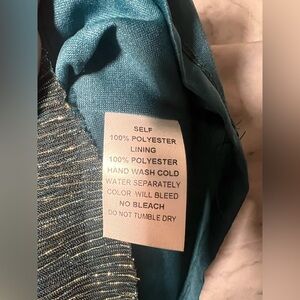 SELF
100% POLYESTER
LINING
100% POLYESTER
HAND WASH COLD
WATER SEPARATELY
COLOR WILL BLEED
NO BLEACH
DO NOT TUMBLE DRY